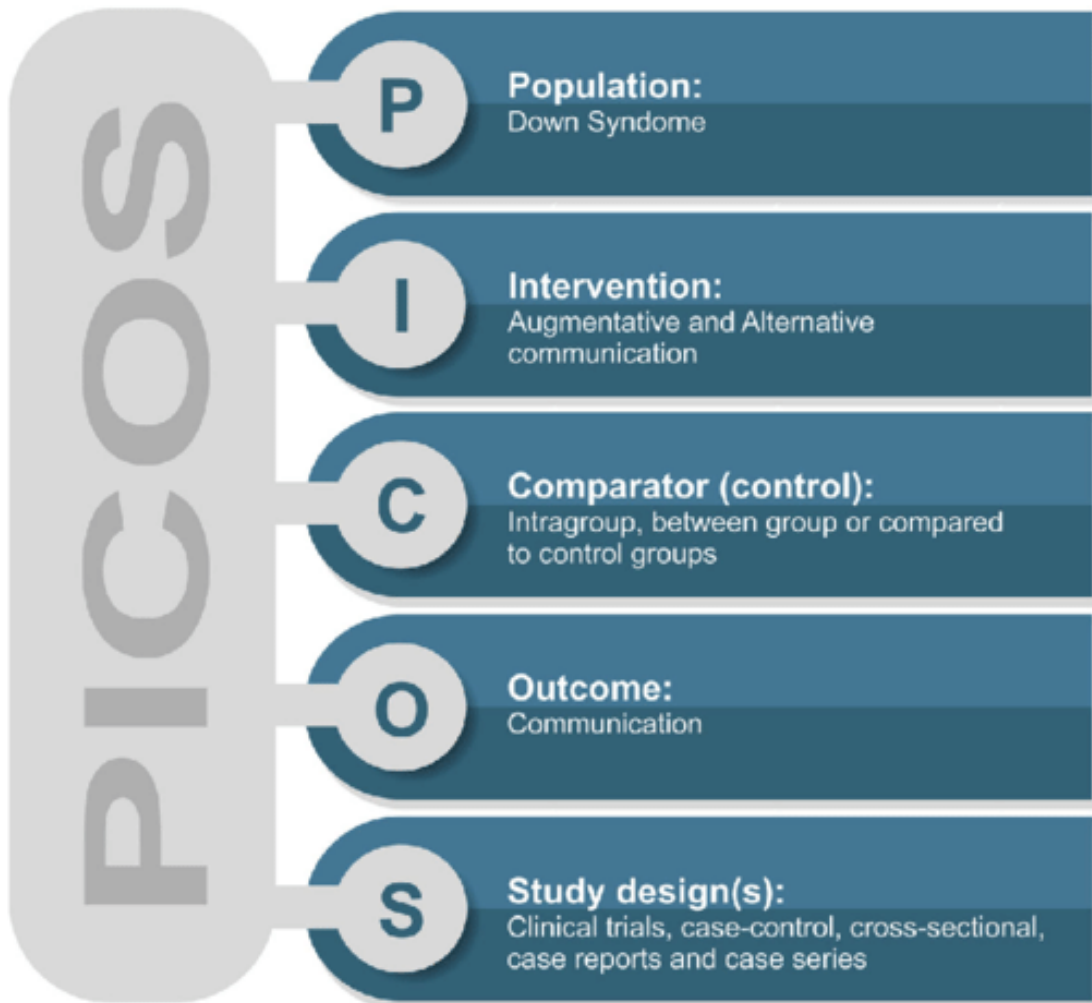 PICOS
P
Population:
Down Syndome
I
Intervention:
Augmentative and Alternative
communication
C
Comparator (control):
Intragroup, between group or compared
to control groups
O
Outcome:
Communication
S
Study design(s):
Clinical trials, case-control, cross-sectional,
case reports and case series